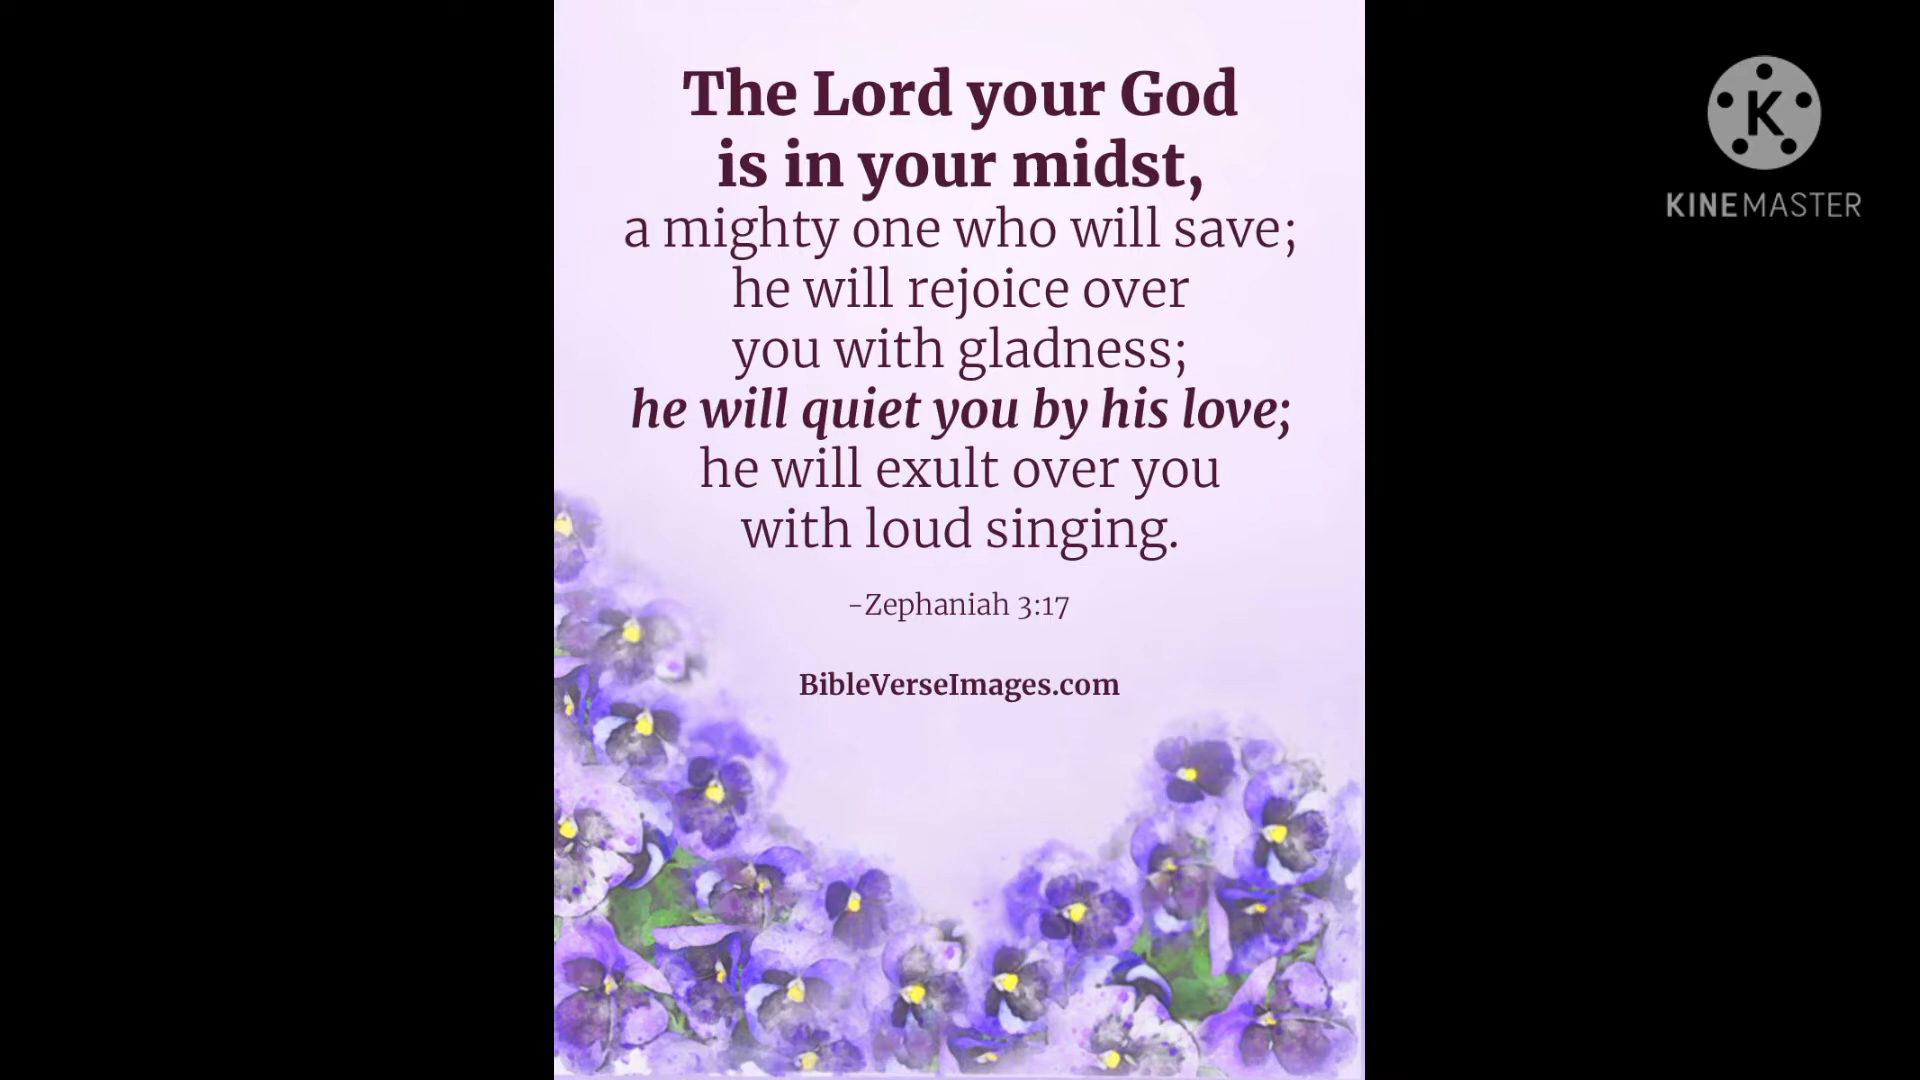 The Lord your God
is in your midst,
a mighty one who will save;
he will rejoice over
you with gladness;
he will quiet you by his love;
he will exult over you
with loud singing.
-Zephaniah 3:17
BibleVerseImages.com
K
KINEMASTER